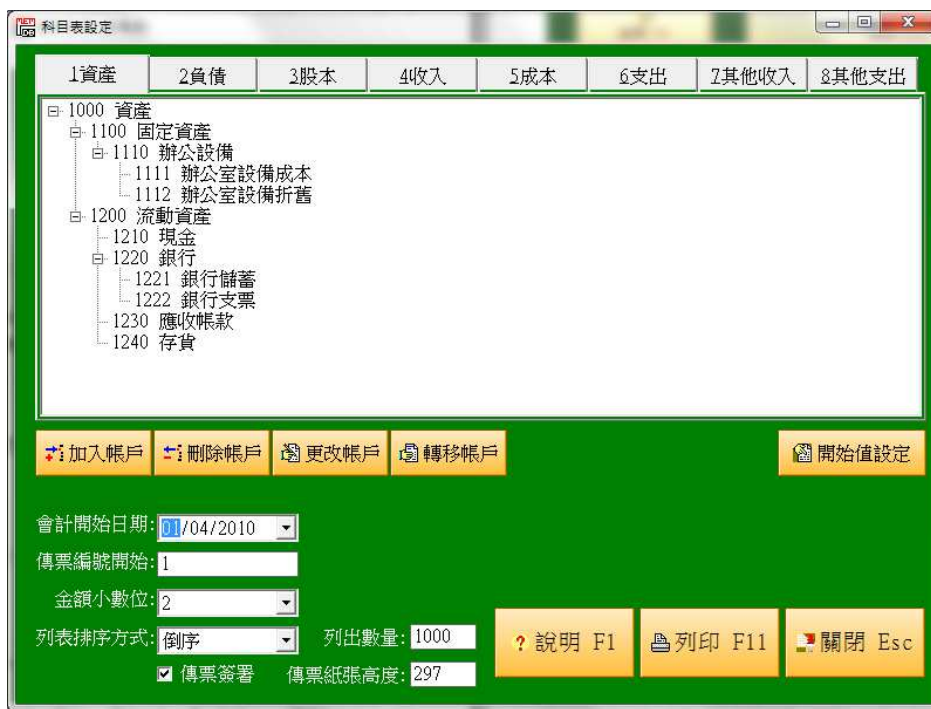 科目表設定
1資產 2負債 3股本 4收入 5成本 6支出 7其他收入 8其他支出
1000 資產
1100 固定資產
1110 辦公設備
1111 辦公室設備成本
1112 辦公室設備折舊
1200 流動資產
1210 現金
1220 銀行
1221 銀行儲蓄
1222 銀行支票
1230 應收帳款
1240 存貨
加入帳戶 刪除帳戶 更改帳戶 轉移帳戶 開始值設定
會計開始日期: 01/04/2010
傳票編號開始: 1
金額小數位: 2
列表排序方式: 倒序 列出數量: 1000
傳票簽署 傳票紙張高度: 297
? 說明 F1 列印 F11 關閉 Esc